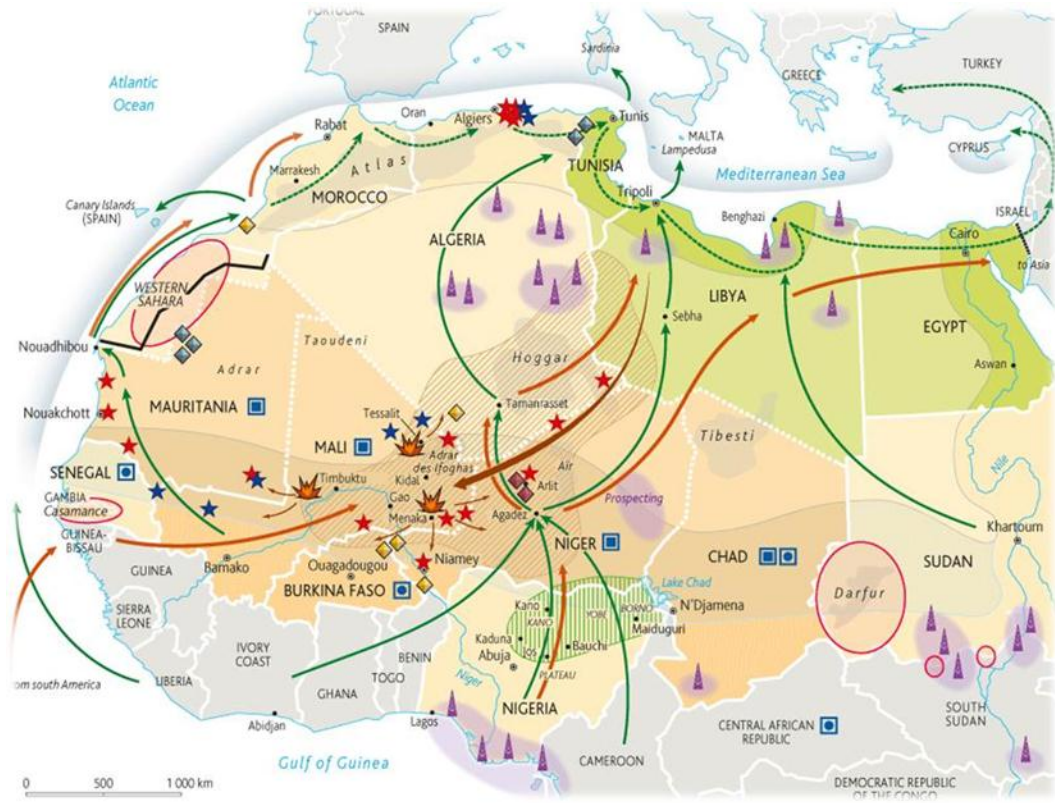 PORTUGAL
SPAIN
Sardinia
GREECE
TURKEY
Atlantic
Ocean
Oran
Algiers
Tunis
Rabat
MALTA
Lampedusa
CYPRUS
Atlas
Marrakesh
TUNISIA
Mediterranean Sea
MOROCCO
Tripoli
Canary Islands
(SPAIN)
Benghazi
ISRAEL
Cairo
ALGERIA
to Asia
WESTERN
SAHARA
LIBYA
Sebha
EGYPT
Nouadhibou
Taoudeni
Hoggar
Adrar
Aswan
Tamanrasset
Nouakchott
MAURITANIA
Tessalit
MALI
Adrar
des Ifoghas
Tibesti
SENEGAL
Timbuktu
Kidal
Aïr
Arlit
Nile
GAMBIA
Casamance
Gao
Menaka
Agadez
Prospecting
GUINEA-
BISSAU
Khartoum
NIGER
CHAD
SUDAN
GUINEA
Bamako
Niamey
Ouagadougou
BURKINA FASO
Lake Chad
N'Djamena
Darfur
SIERRA
LEONE
Kano
KANO
YOBE
BORNO
Maiduguri
Kaduna
Jos
Bauchi
Abuja
PLATEAU
IVORY
COAST
BENIN
TOGO
GHANA
LIBERIA
om south America
Niger
NIGERIA
SOUTH
SUDAN
Abidjan
Lagos
CENTRAL AFRICAN
REPUBLIC
Gulf of Guinea
CAMEROON
0 500 1 000 km
DEMOCRATIC REPUBLIC
OF THE CONGO